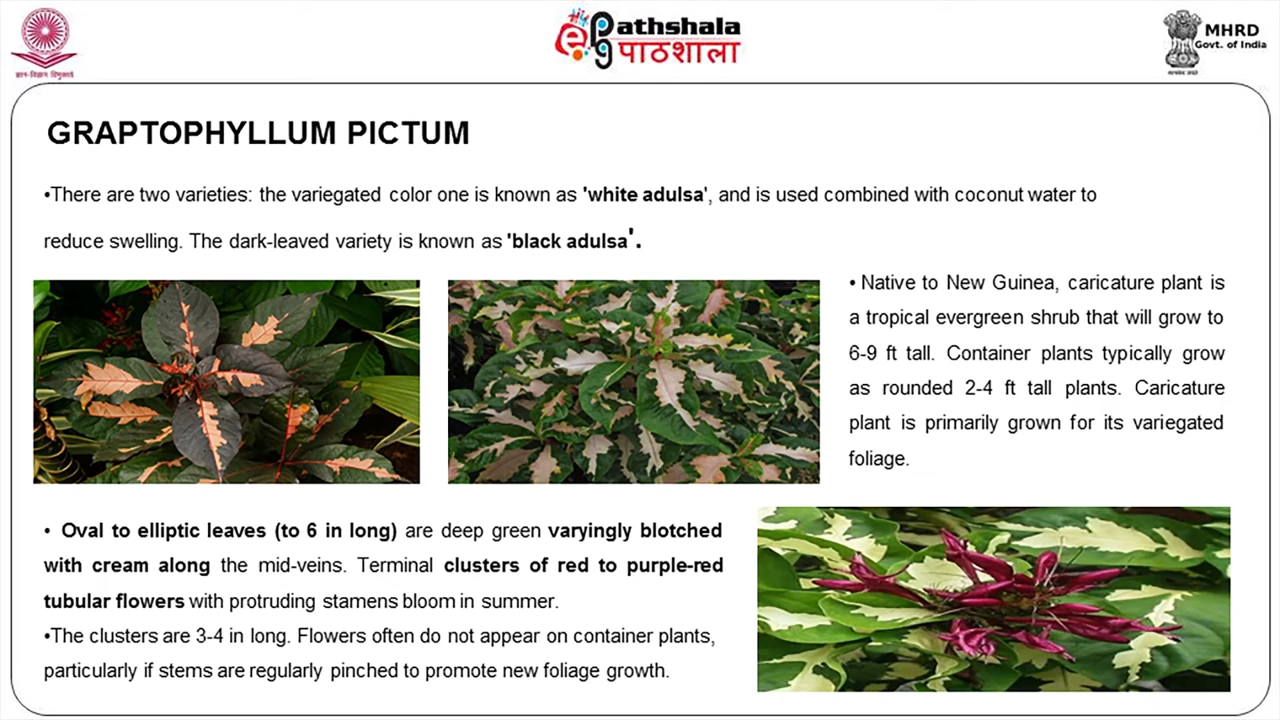 ज्ञान-विज्ञान विमुक्तये
ePg Pathshala
पाठशाला
MHRD
Govt. of India
सत्यमेव जयते
GRAPTOPHYLLUM PICTUM
•There are two varieties: the variegated color one is known as 'white adulsa', and is used combined with coconut water to
reduce swelling. The dark-leaved variety is known as 'black adulsa'.
• Native to New Guinea, caricature plant is
a tropical evergreen shrub that will grow to
6-9 ft tall. Container plants typically grow
as rounded 2-4 ft tall plants. Caricature
plant is primarily grown for its variegated
foliage.
• Oval to elliptic leaves (to 6 in long) are deep green varyingly blotched
with cream along the mid-veins. Terminal clusters of red to purple-red
tubular flowers with protruding stamens bloom in summer.
•The clusters are 3-4 in long. Flowers often do not appear on container plants,
particularly if stems are regularly pinched to promote new foliage growth.